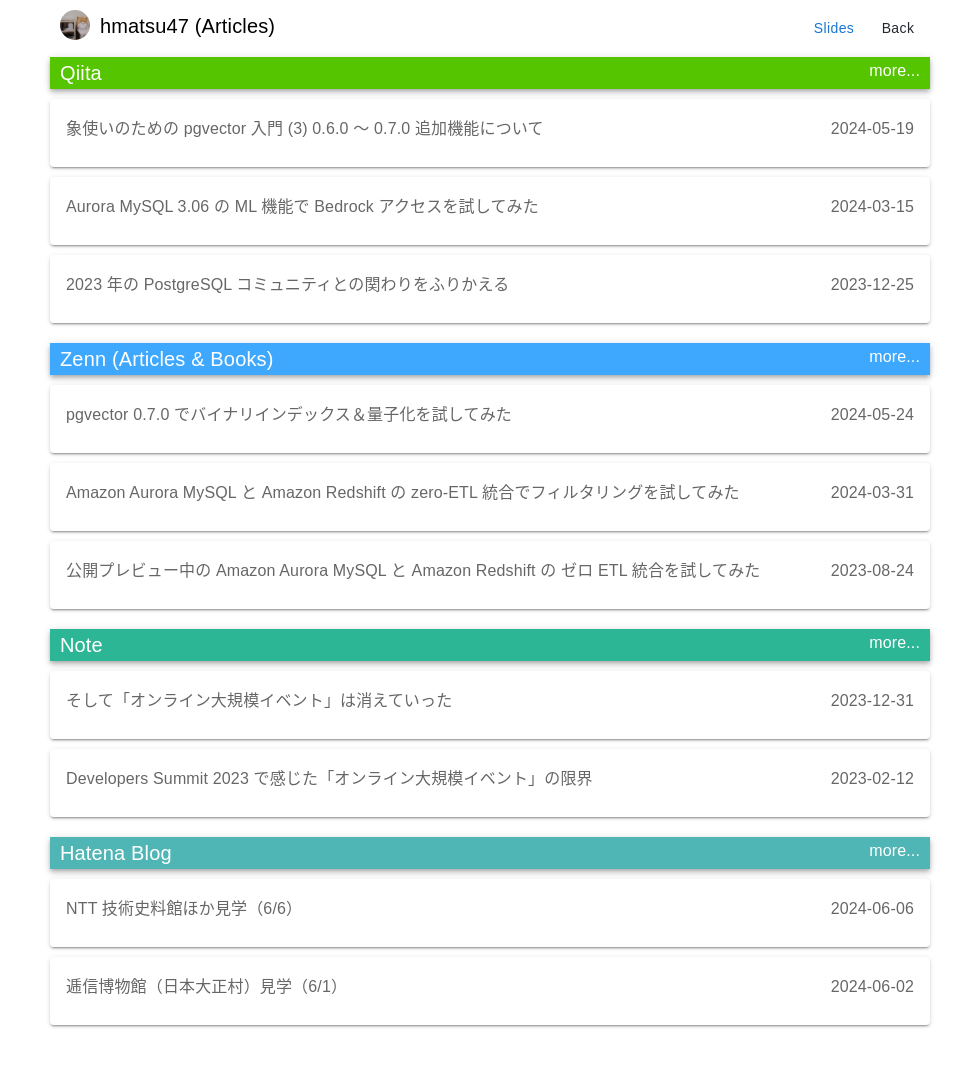 hmatsu47 (Articles) Slides Back
Qiita more...
象使いのための pgvector 入門 (3) 0.6.0 〜 0.7.0 追加機能について 2024-05-19
Aurora MySQL 3.06 の ML 機能で Bedrock アクセスを試してみた 2024-03-15
2023 年の PostgreSQL コミュニティとの関わりをふりかえる 2023-12-25
Zenn (Articles & Books) more...
pgvector 0.7.0 でバイナリインデックス＆量子化を試してみた 2024-05-24
Amazon Aurora MySQL と Amazon Redshift の zero-ETL 統合でフィルタリングを試してみた 2024-03-31
公開プレビュー中の Amazon Aurora MySQL と Amazon Redshift の ゼロ ETL 統合を試してみた 2023-08-24
Note more...
そして「オンライン大規模イベント」は消えていった 2023-12-31
Developers Summit 2023 で感じた「オンライン大規模イベント」の限界 2023-02-12
Hatena Blog more...
NTT 技術史料館ほか見学（6/6） 2024-06-06
逓信博物館（日本大正村）見学（6/1） 2024-06-02